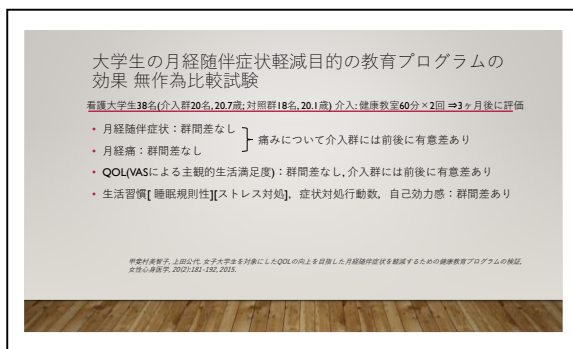 大学生の月経随伴症状軽減目的の教育プログラムの
効果 無作為比較試験
看護大学生38名(介入群20名, 20.7歳; 対照群18名, 20.1歳) 介入: 健康教室60分×2回 ⇒3ヶ月後に評価
• 月経随伴症状：群間差なし
痛みについて介入群には前後に有意差あり
• 月経痛：群間差なし
• QOL(VASによる主観的生活満足度)：群間差なし, 介入群には前後に有意差あり
• 生活習慣[ 睡眠規則性][ストレス対処], 症状対処行動数, 自己効力感：群間差あり
甲斐村美智子, 上田公代. 女子大学生を対象にしたQOLの向上を目指した月経随伴症状を軽減するための健康教育プログラムの検証,
女性心身医学, 20(2):181-192, 2015.